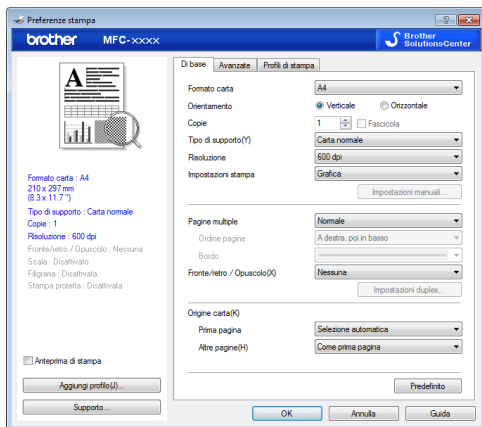 Preferenze stampa
brother MFC-xxxx
Brother
SolutionsCenter
A
Formato carta : A4
210 x 297 mm
(8.3 x 11.7 ")
Tipo di supporto : Carta normale
Copie : 1
Risoluzione : 600 dpi
Fronte/retro / Opuscolo : Nessuna
Scala : Disattivato
Filigrana : Disattivata
Stampa protetta : Disattivata
Anteprima di stampa
Aggiungi profilo(J)...
Supporto...
Di base Avanzate Profili di stampa
Formato carta A4
Orientamento Verticale Orizzontale
Copie 1 Fascicola
Tipo di supporto(Y) Carta normale
Risoluzione 600 dpi
Impostazioni stampa Grafica
Impostazioni manuali...
Pagine multiple Normale
Ordine pagine A destra, poi in basso
Bordo
Fronte/retro / Opuscolo(X) Nessuna
Impostazioni duplex...
Origine carta(K)
Prima pagina Selezione automatica
Altre pagine(H) Come prima pagina
Predefinito
OK Annulla Guida